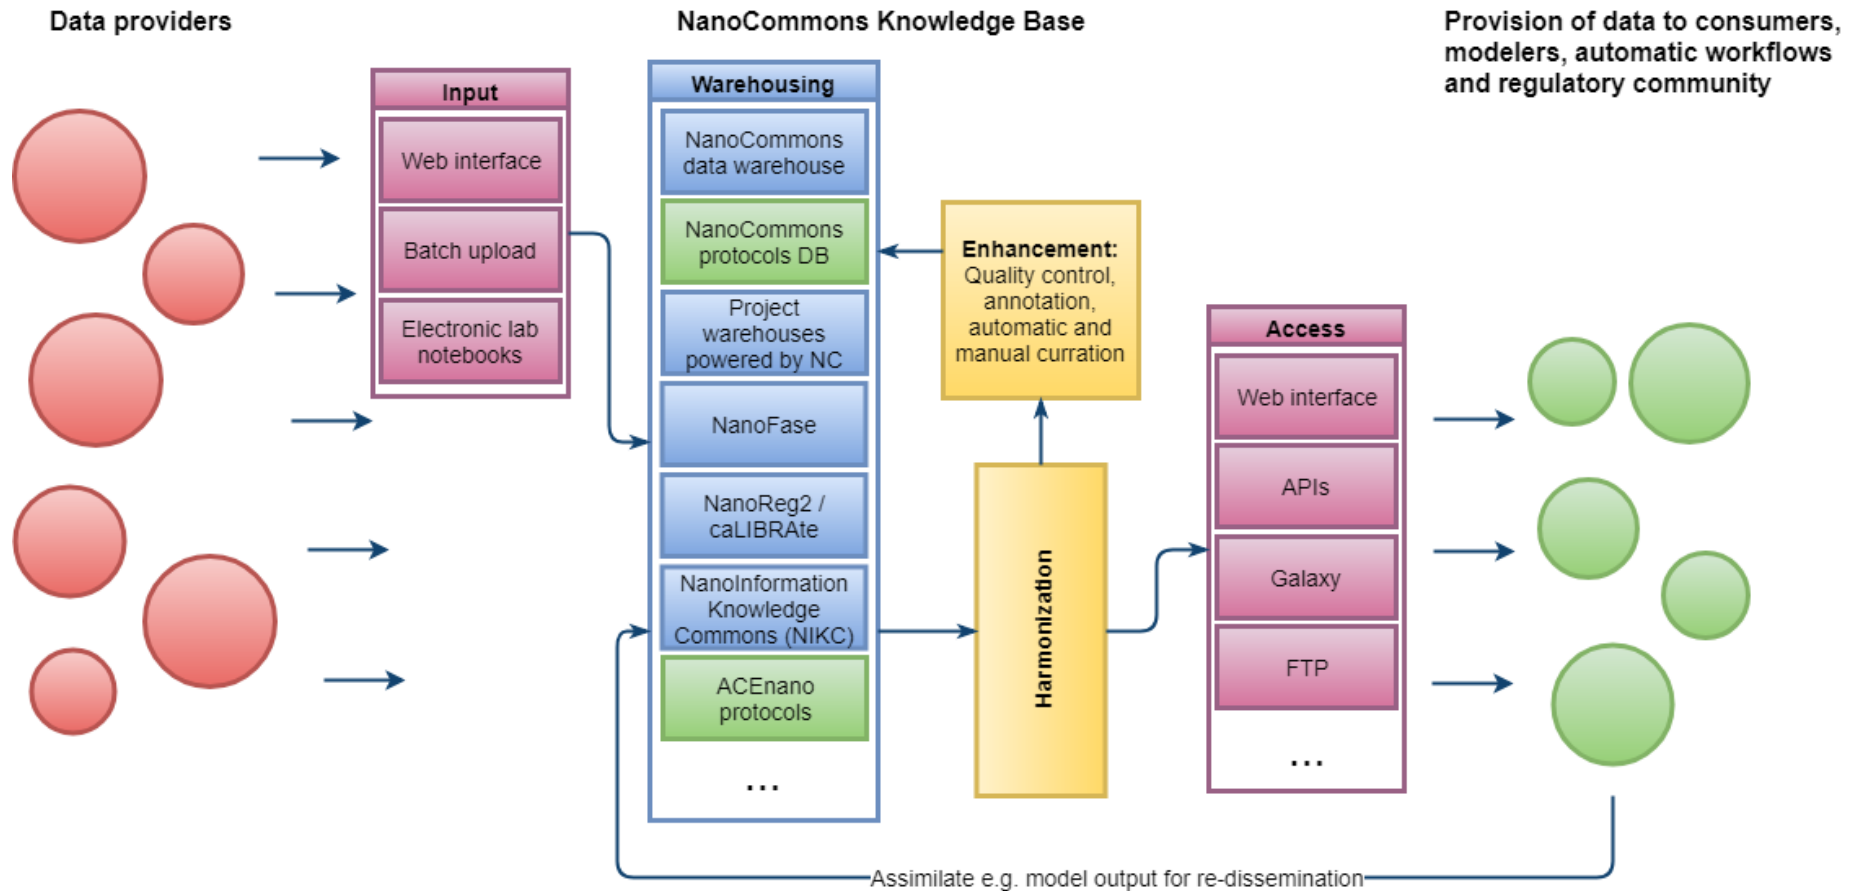 Data providers
NanoCommons Knowledge Base
Provision of data to consumers,
modelers, automatic workflows
and regulatory community
Input
Web interface
Batch upload
Electronic lab
notebooks
Warehousing
NanoCommons
data warehouse
NanoCommons
protocols DB
Project
warehouses
powered by NC
NanoFase
NanoReg2 /
caLIBRAte
NanoInformation
Knowledge
Commons (NIKC)
ACEnano
protocols
...
Enhancement:
Quality control,
annotation,
automatic and
manual curration
Harmonization
Access
Web interface
APIs
Galaxy
FTP
...
Assimilate e.g. model output for re-dissemination